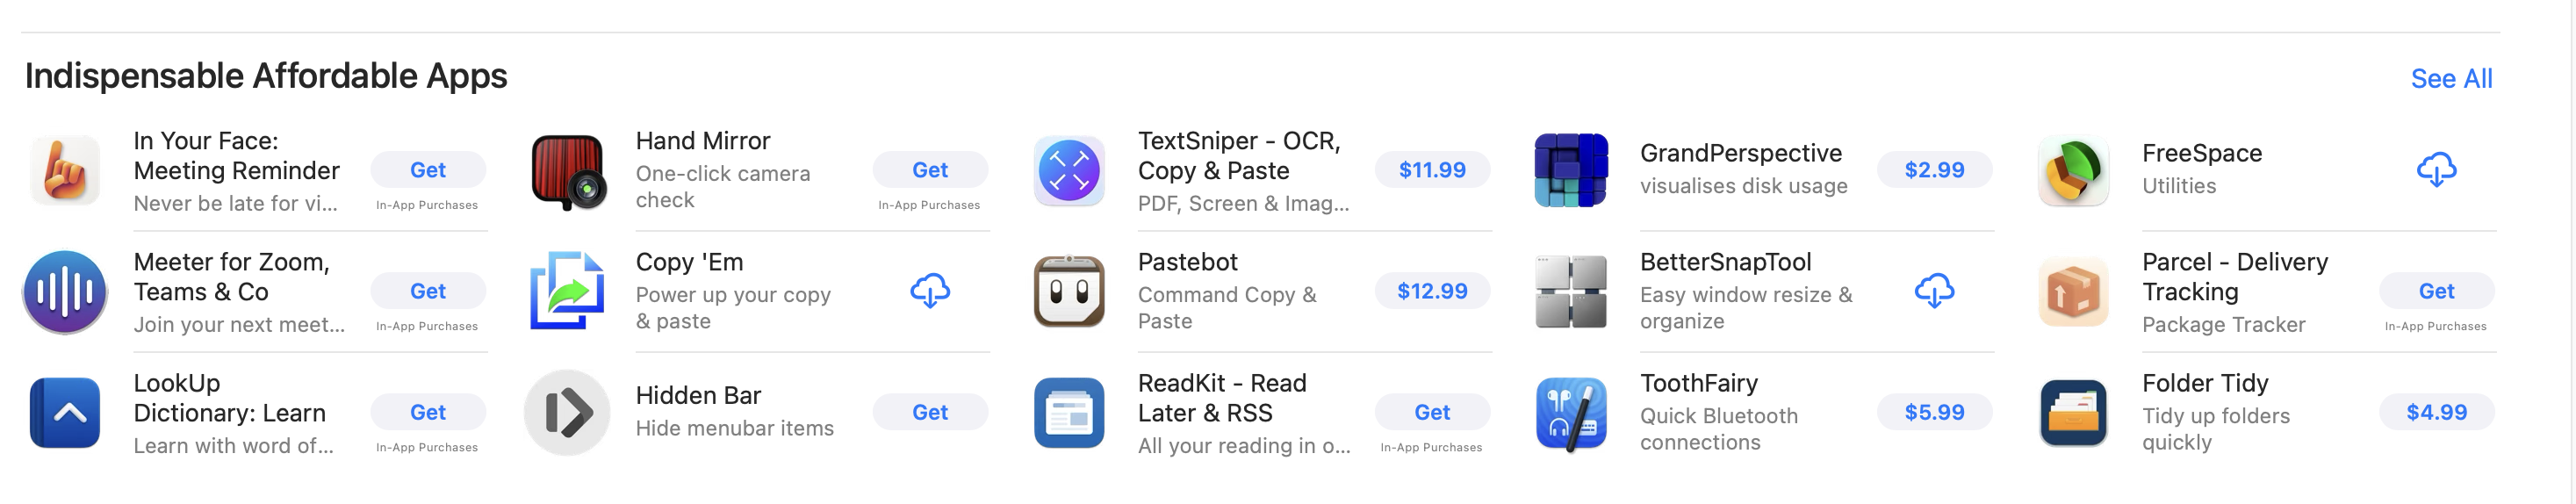 Indispensable Affordable Apps
See All
In Your Face:
Meeting Reminder
Never be late for vi...
Get
In-App Purchases
Hand Mirror
One-click camera
check
Get
In-App Purchases
TextSniper - OCR,
Copy & Paste
PDF, Screen & Imag...
$11.99
GrandPerspective
visualises disk usage
$2.99
FreeSpace
Utilities
Meeter for Zoom,
Teams & Co
Join your next meet...
Get
In-App Purchases
Copy 'Em
Power up your copy
& paste
Pastebot
Command Copy &
Paste
$12.99
BetterSnapTool
Easy window resize &
organize
Parcel - Delivery
Tracking
Package Tracker
Get
In-App Purchases
LookUp
Dictionary: Learn
Learn with word of...
Get
In-App Purchases
Hidden Bar
Hide menubar items
Get
ReadKit - Read
Later & RSS
All your reading in o...
Get
In-App Purchases
ToothFairy
Quick Bluetooth
connections
$5.99
Folder Tidy
Tidy up folders
quickly
$4.99